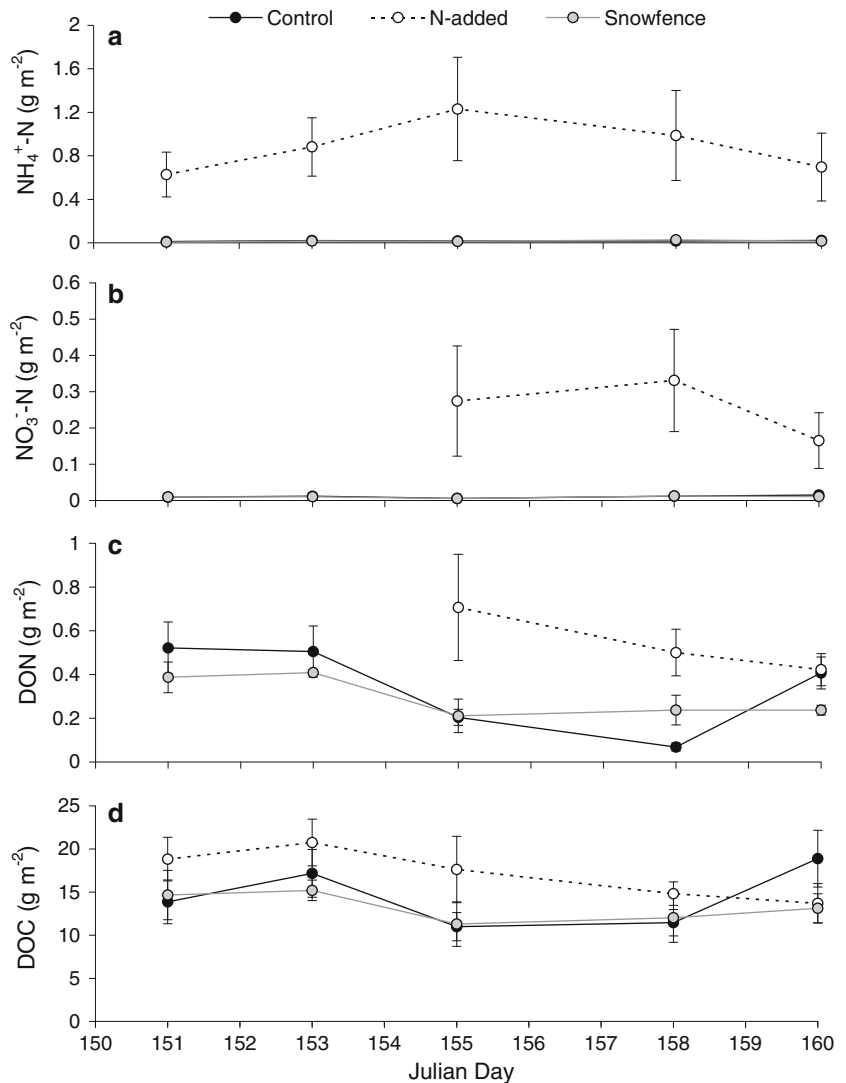 Control N-added Snowfence
a
NH₄⁺-N (g m⁻²)
2
1.6
1.2
0.8
0.4
0
b
NO₃⁻-N (g m⁻²)
0.6
0.5
0.4
0.3
0.2
0.1
0
c
DON (g m⁻²)
1
0.8
0.6
0.4
0.2
0
d
DOC (g m⁻²)
25
20
15
10
5
0
150 151 152 153 154 155 156 157 158 159 160
Julian Day